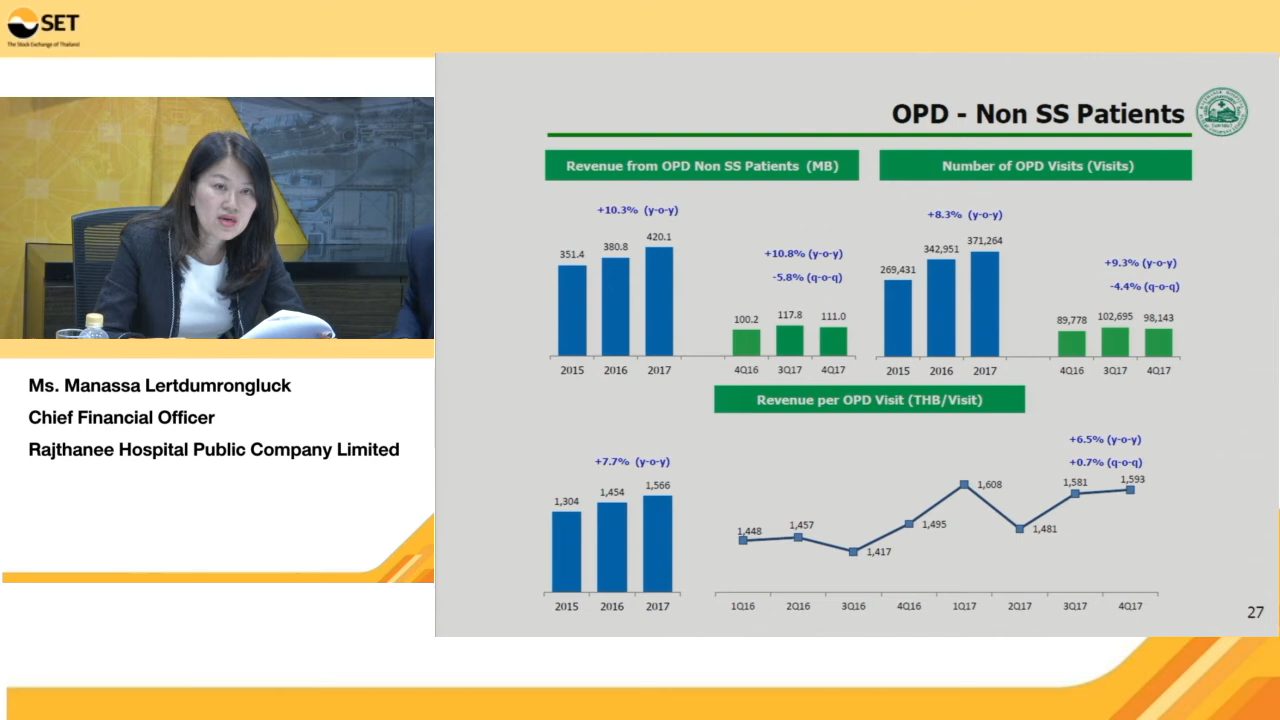 SET
The Stock Exchange of Thailand
Ms. Manassa Lertdumrongluck
Chief Financial Officer
Rajthanee Hospital Public Company Limited
OPD - Non SS Patients
Revenue from OPD Non SS Patients (MB)
+10.3% (y-o-y)
351.4
380.8
420.1
+10.8% (y-o-y)
-5.8% (q-o-q)
100.2
117.8
111.0
2015
2016
2017
4Q16
3Q17
4Q17
Number of OPD Visits (Visits)
+8.3% (y-o-y)
269,431
342,951
371,264
+9.3% (y-o-y)
-4.4% (q-o-q)
89,778
102,695
98,143
2015
2016
2017
4Q16
3Q17
4Q17
Revenue per OPD Visit (THB/Visit)
+7.7% (y-o-y)
1,304
1,454
1,566
2015
2016
2017
+6.5% (y-o-y)
+0.7% (q-o-q)
1,448
1,457
1,417
1,495
1,608
1,481
1,581
1,593
1Q16
2Q16
3Q16
4Q16
1Q17
2Q17
3Q17
4Q17
27